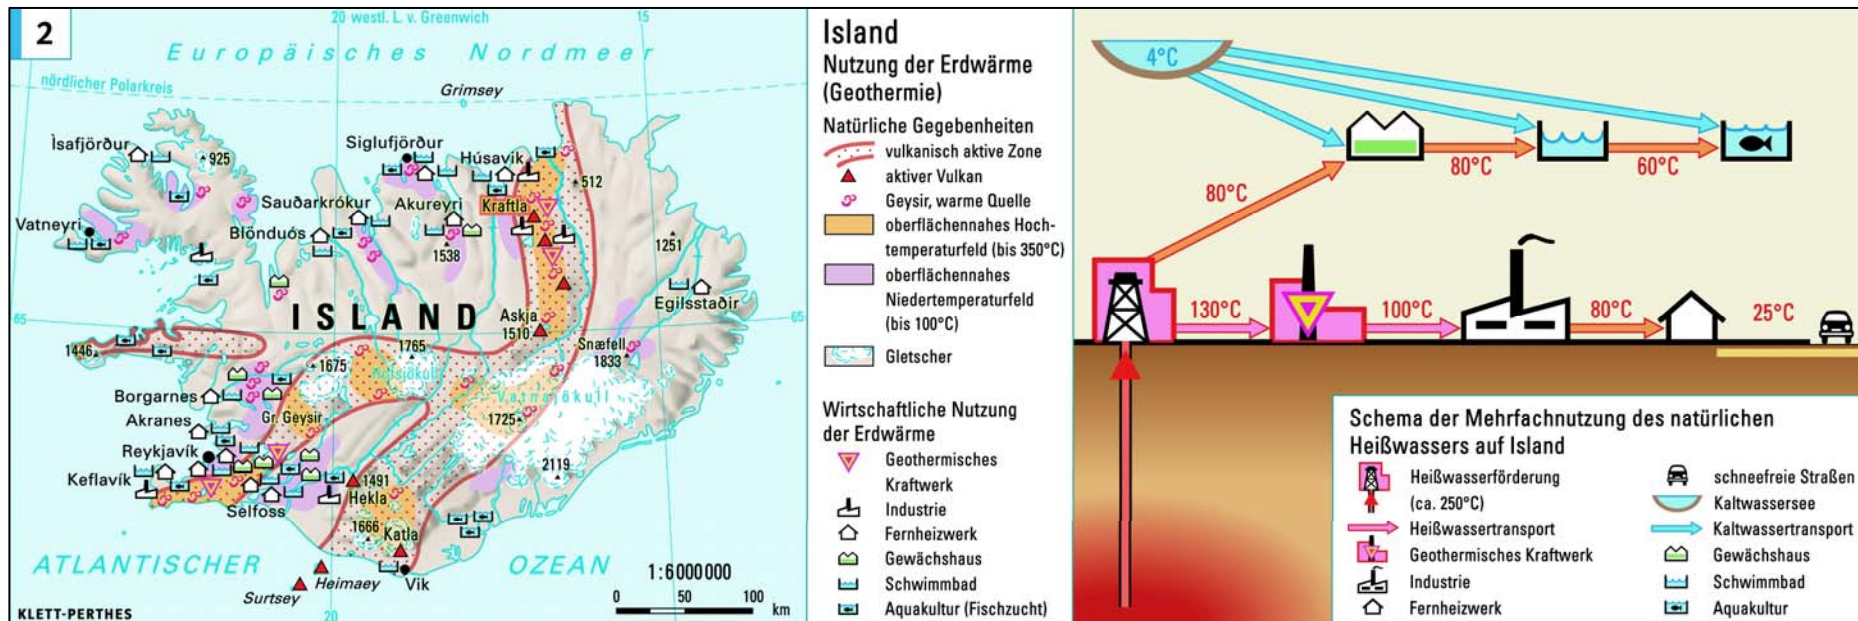 2
20 westl. L. v. Greenwich
15
Europäisches Nordmeer
nördlicher Polarkreis
Grimsey
Ìsafjörður
925
Siglufjörður
Húsavík
512
Vatneyri
Sauðarkrókur
Akureyri
Kraftla
Blönduós
1538
1251
Egilsstaðir
ISLAND
65
65
Askja
1510
Snæfell
1833
1446
1765
1675
Vatnajökull
1725
Borgarnes
Gr. Geysir
Akranes
Reykjavík
Keflavík
2119
1491
Hekla
Selfoss
1666
Katla
Vik
ATLANTISCHER OZEAN
Heimaey
Surtsey
1:6000000
0 50 100
km
20
KLETT-PERTHES
Island
Nutzung der Erdwärme
(Geothermie)
Natürliche Gegebenheiten
vulkanisch aktive Zone
aktiver Vulkan
Geysir, warme Quelle
oberflächennahes Hoch-
temperaturfeld (bis 350°C)
oberflächennahes
Niedertemperaturfeld
(bis 100°C)
Gletscher
Wirtschaftliche Nutzung
der Erdwärme
Geothermisches
Kraftwerk
Industrie
Fernheizwerk
Gewächshaus
Schwimmbad
Aquakultur (Fischzucht)
4°C
80°C
80°C
60°C
130°C
100°C
80°C
25°C
Schema der Mehrfachnutzung des natürlichen
Heißwassers auf Island
Heißwasserförderung
(ca. 250°C)
Heißwassertransport
Geothermisches Kraftwerk
Industrie
Fernheizwerk
schneefreie Straßen
Kaltwassersee
Kaltwassertransport
Gewächshaus
Schwimmbad
Aquakultur